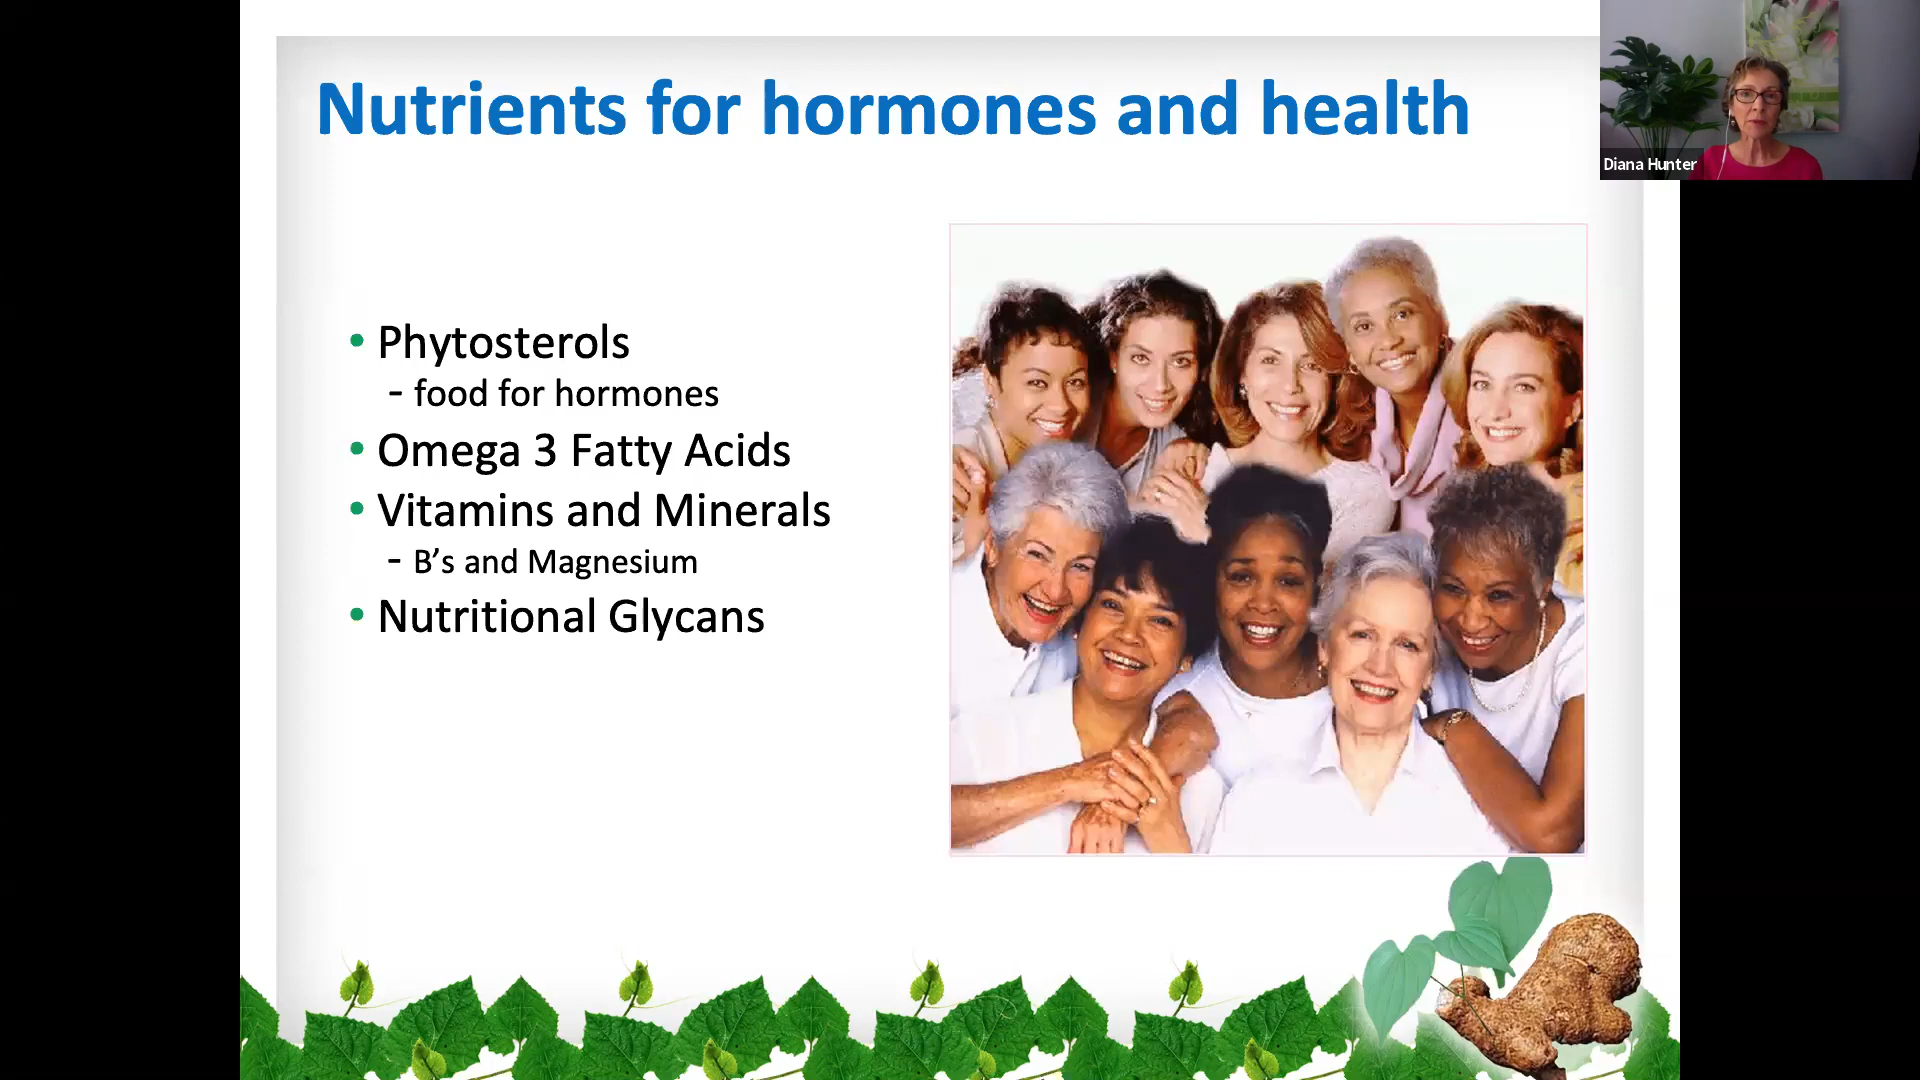 Nutrients for hormones and health
Diana Hunter
• Phytosterols
- food for hormones
• Omega 3 Fatty Acids
• Vitamins and Minerals
- B’s and Magnesium
• Nutritional Glycans